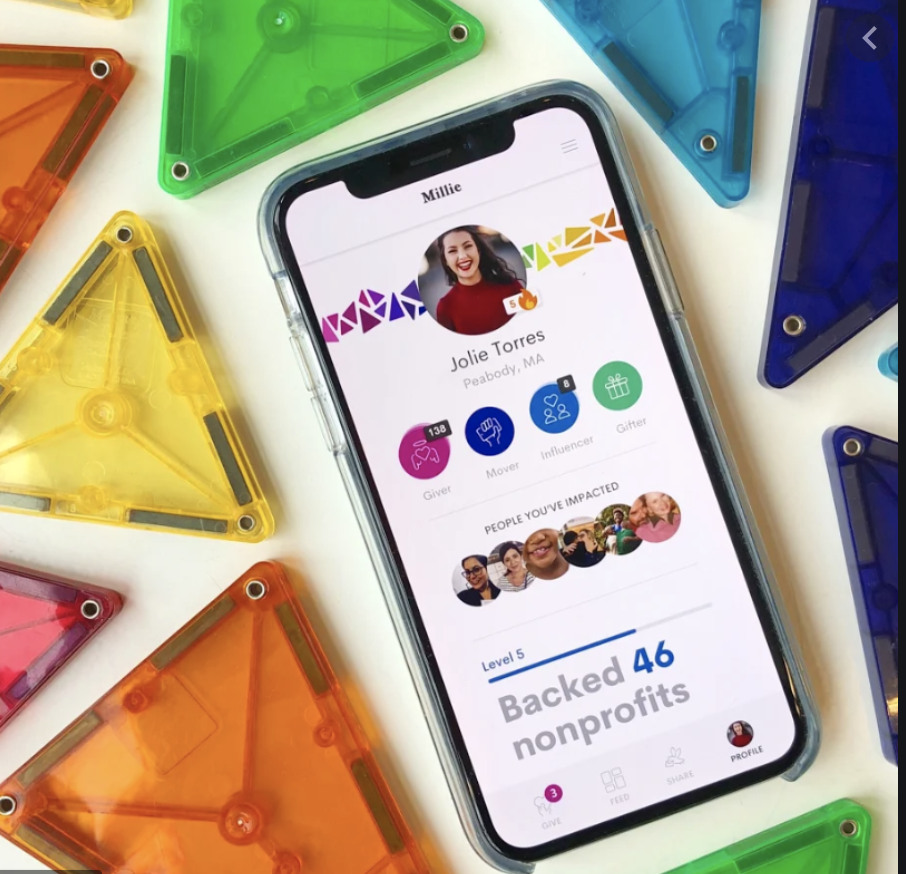 Millie
5
Jolie Torres
Peabody, MA
138
8
Giver
Mover
Influencer
Gifter
PEOPLE YOU'VE IMPACTED
Level 5
Backed 46
nonprofits
3
GIVE
FEED
SHARE
PROFILE